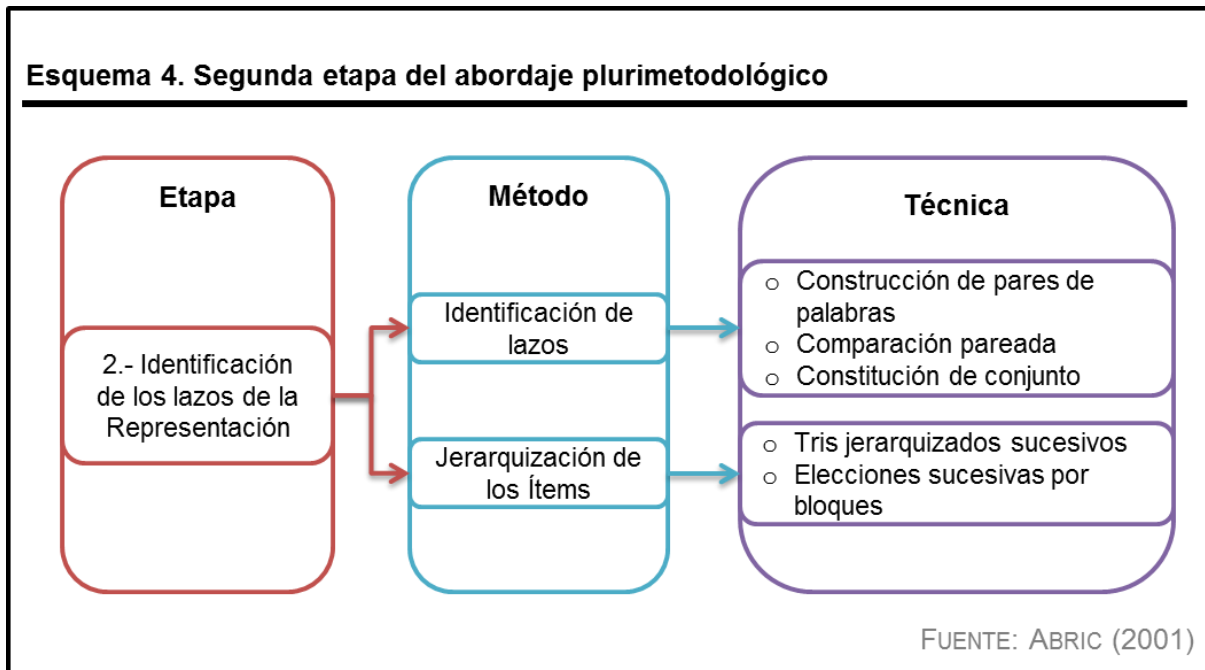 Esquema 4. Segunda etapa del abordaje plurimetodológico
Etapa
2.- Identificación
de los lazos de la
Representación
Método
Identificación de
lazos
Jerarquización de
los Ítems
Técnica
o Construcción de pares de
palabras
o Comparación pareada
o Constitución de conjunto
o Tris jerarquizados sucesivos
o Elecciones sucesivas por
bloques
FUENTE: ABRIC (2001)